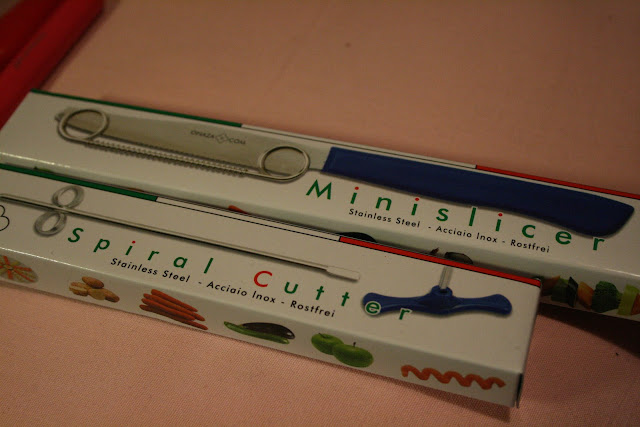 Minislicer
Stainless Steel - Acciaio Inox - Rostfrei
Spiral Cutter
Stainless Steel - Acciaio Inox - Rostfrei